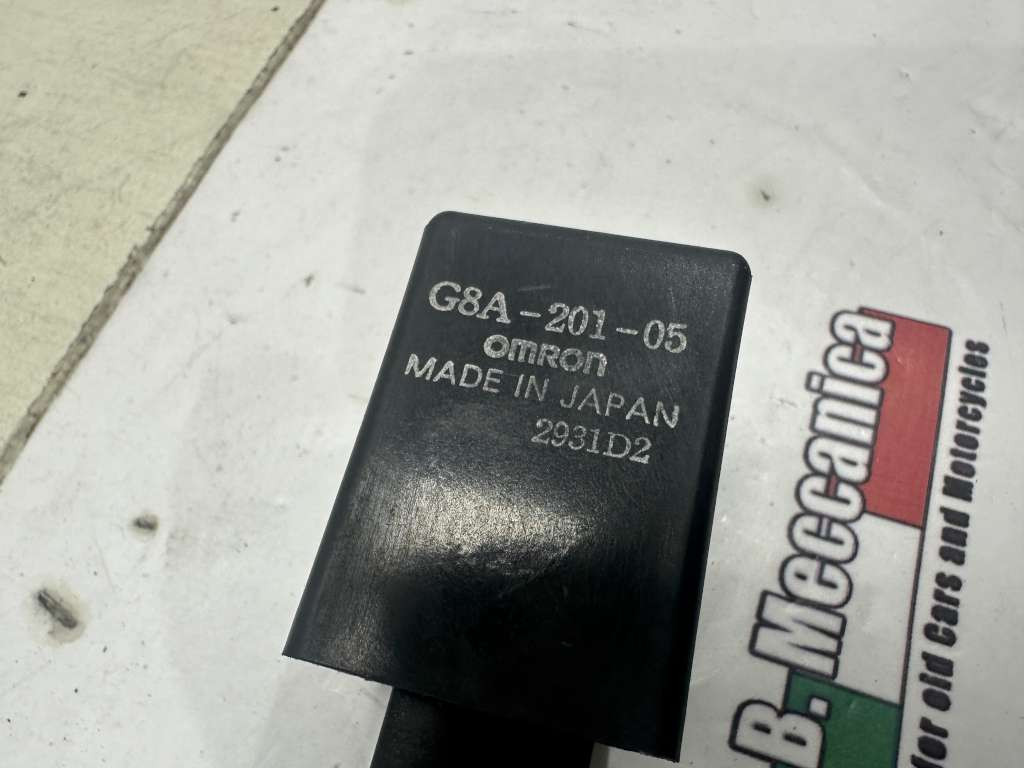 G8A-201-05
omron
MADE IN JAPAN
2931D2
B. Meccanica
for old Cars and Motorcycles